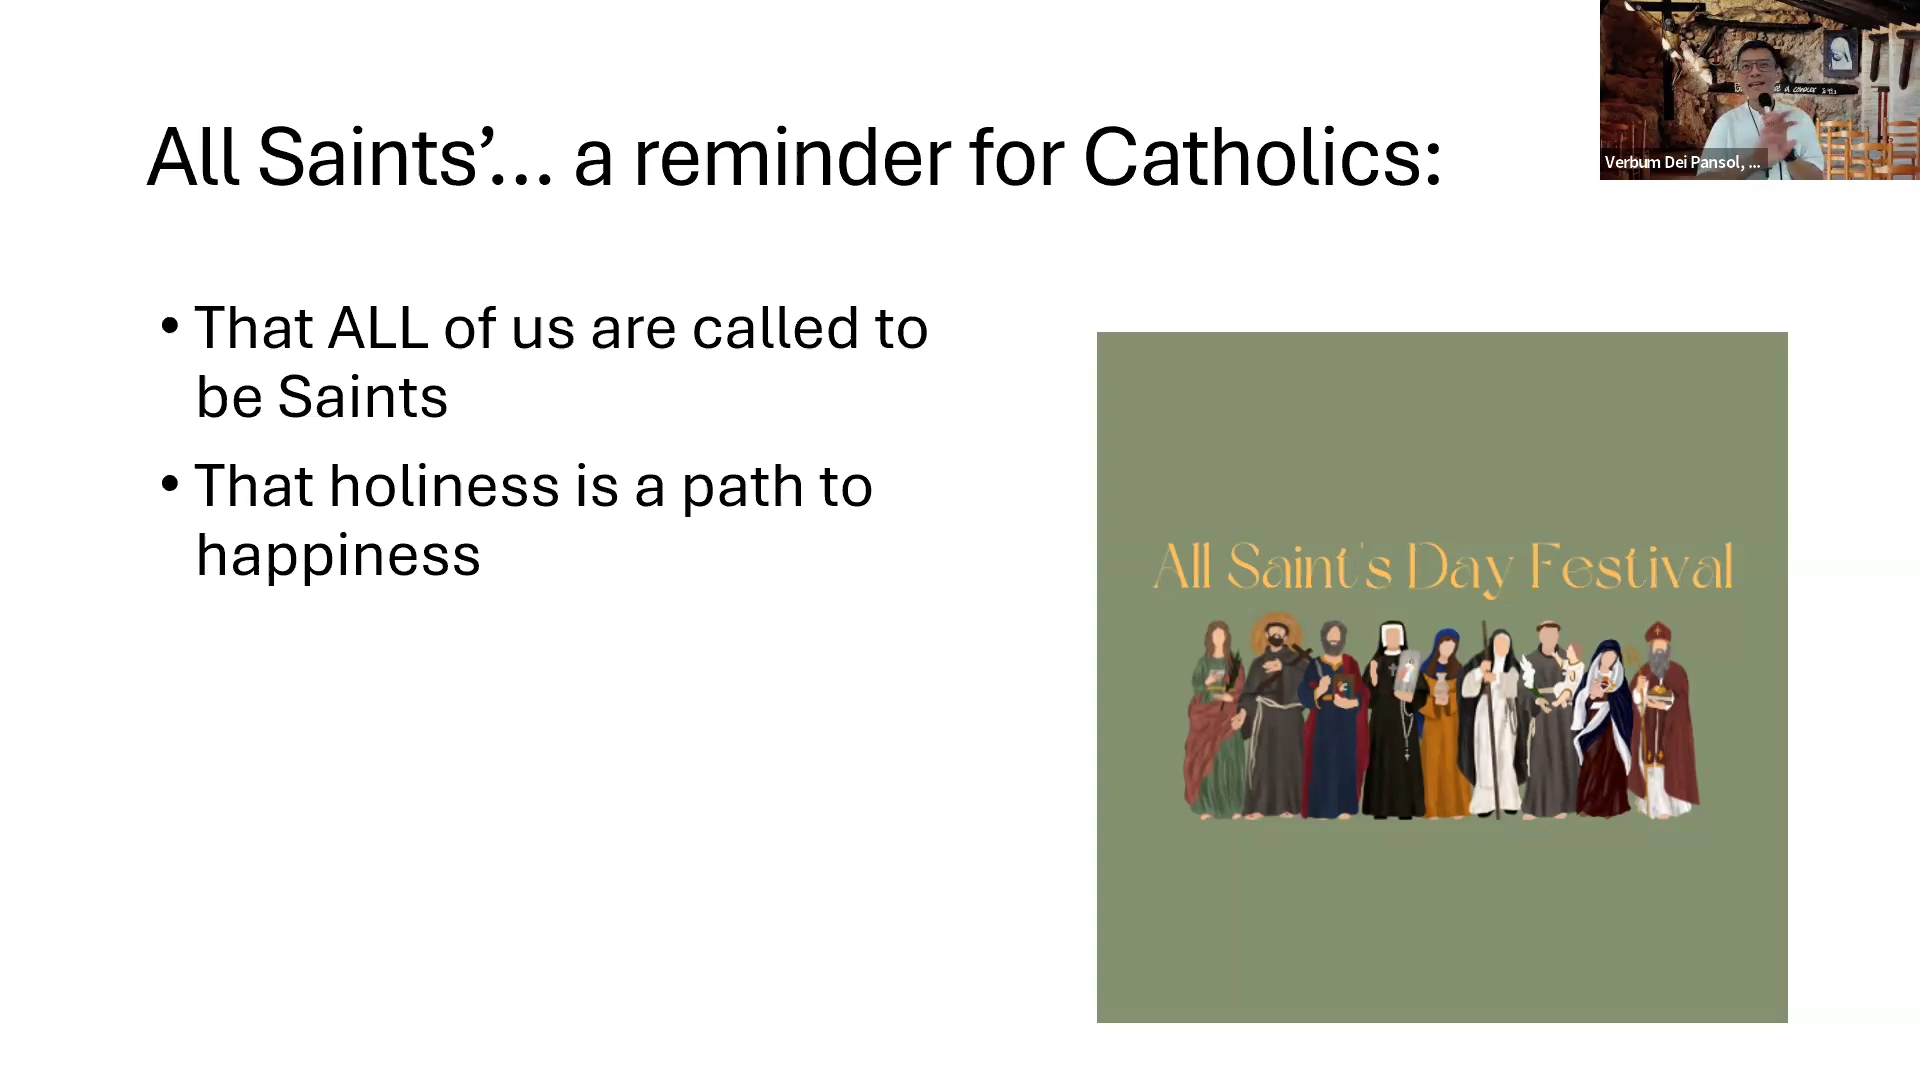 All Saints’... a reminder for Catholics:
Verbum Dei Pansol, ...
• That ALL of us are called to
be Saints
• That holiness is a path to
happiness
All Saint's Day Festival